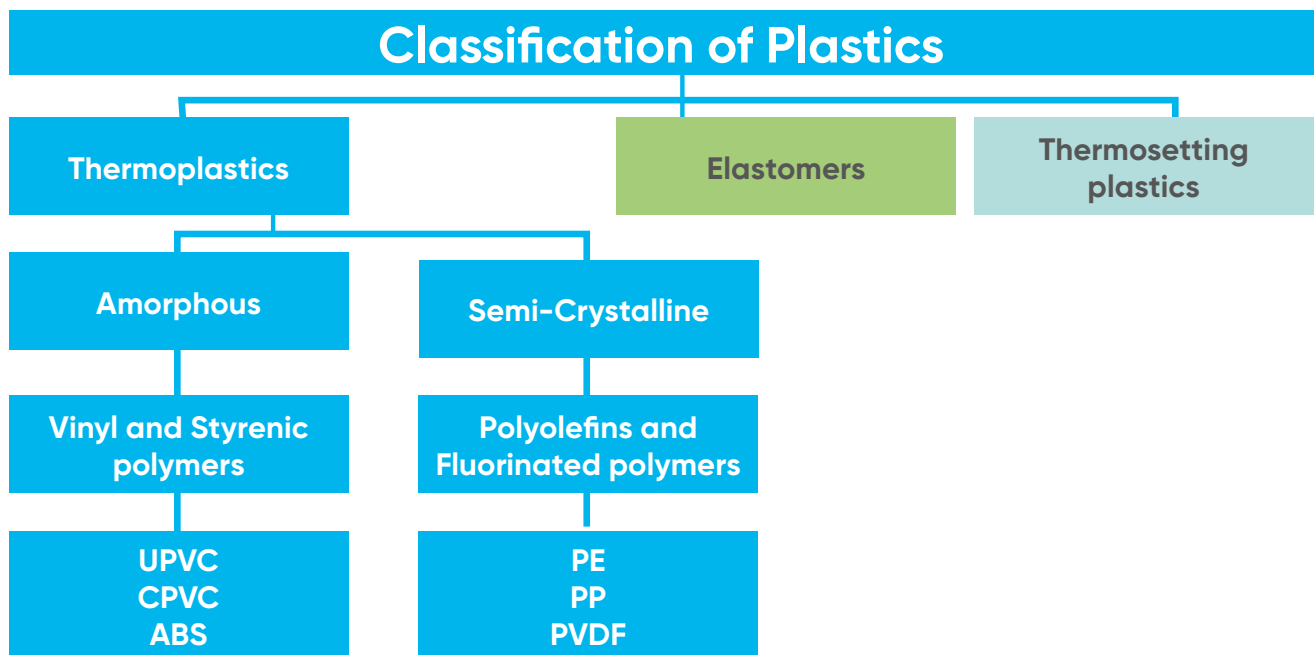 Classification of Plastics
Thermoplastics
Elastomers
Thermosetting
plastics
Amorphous
Semi-Crystalline
Vinyl and Styrenic
polymers
Polyolefins and
Fluorinated polymers
UPVC
CPVC
ABS
PE
PP
PVDF